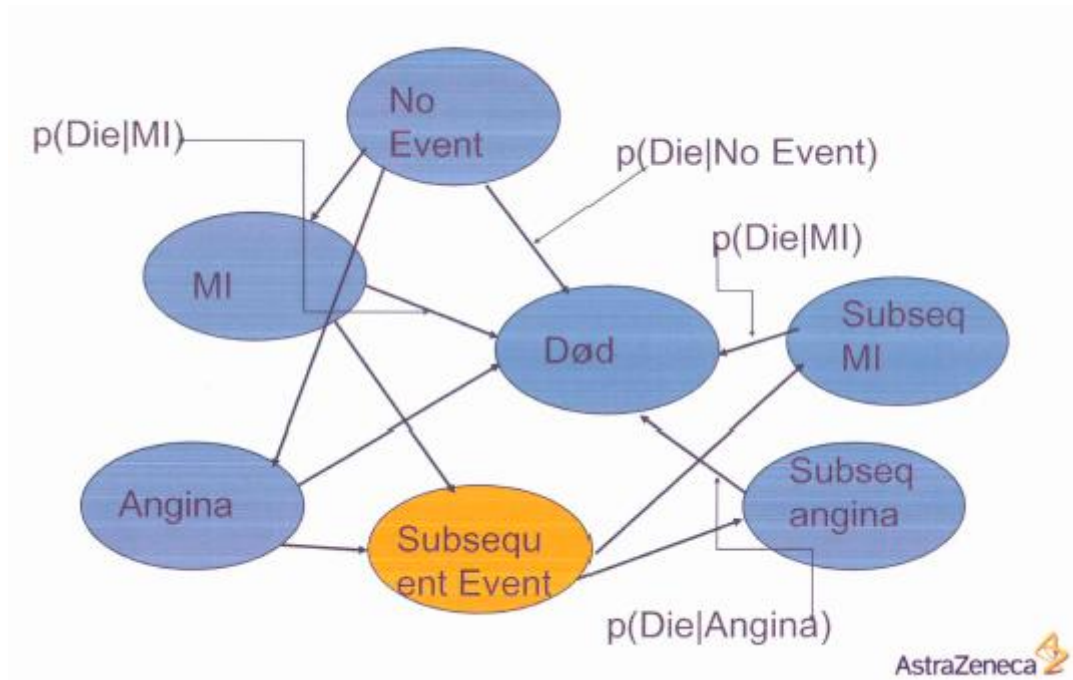 No
Event
p(Die|MI)
p(Die|No Event)
p(Die|MI)
MI
Subseq
MI
Død
Subseq
angina
Angina
Subsequ
ent Event
p(Die|Angina)
AstraZeneca